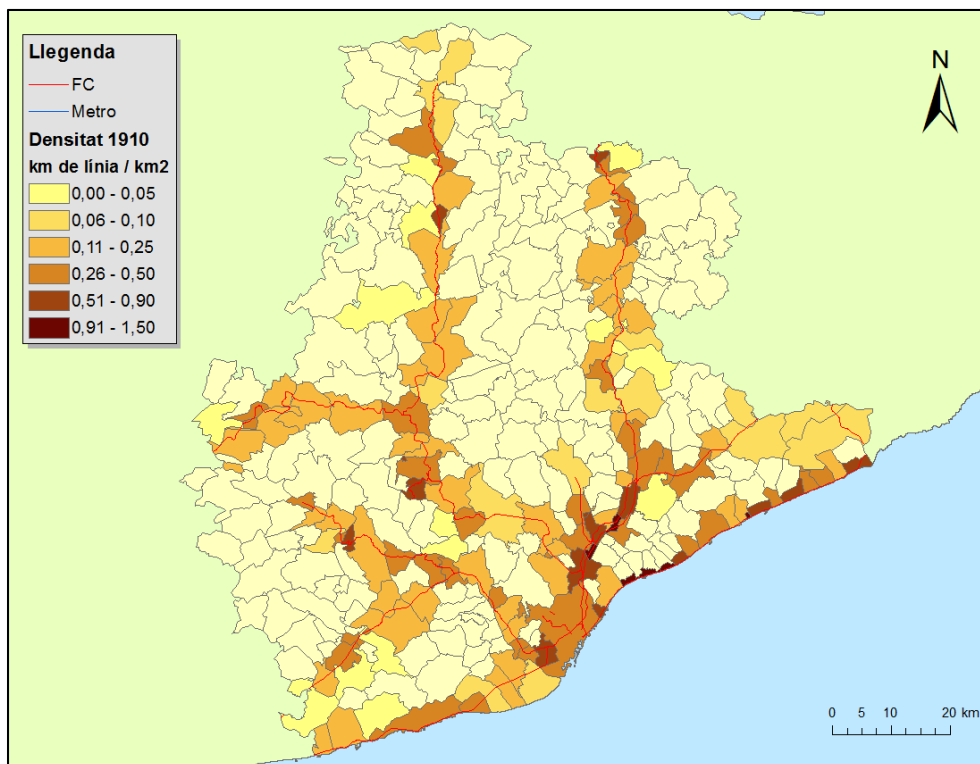 Llegenda
FC
Metro
Densitat 1910
km de línia / km2
0,00 - 0,05
0,06 - 0,10
0,11 - 0,25
0,26 - 0,50
0,51 - 0,90
0,91 - 1,50
N
0 5 10 20 km